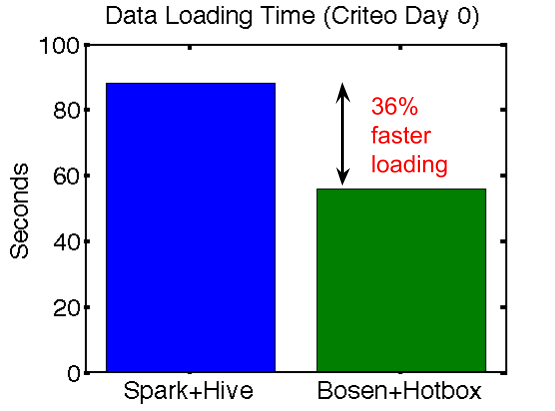 Data Loading Time (Criteo Day 0)
100
80
60
40
20
0
Seconds
36%
faster
loading
Spark+Hive
Bosen+Hotbox